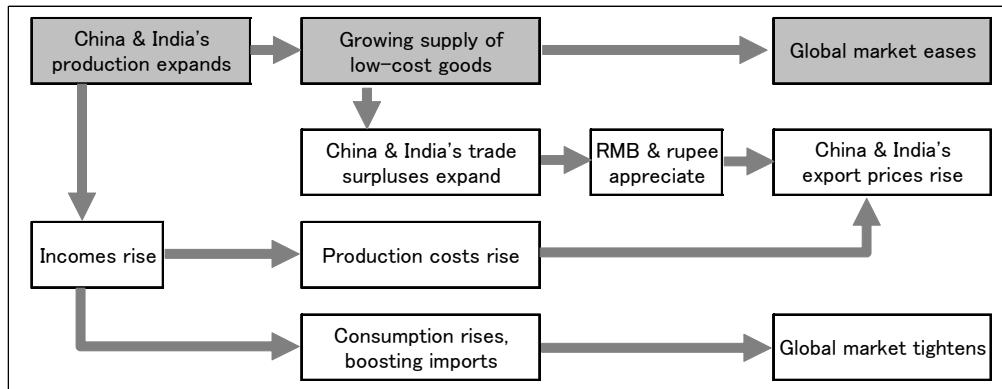 China & India's
production expands
Growing supply of
low-cost goods
Global market eases
China & India's trade
surpluses expand
RMB & rupee
appreciate
China & India's
export prices rise
Incomes rise
Production costs rise
Consumption rises,
boosting imports
Global market tightens